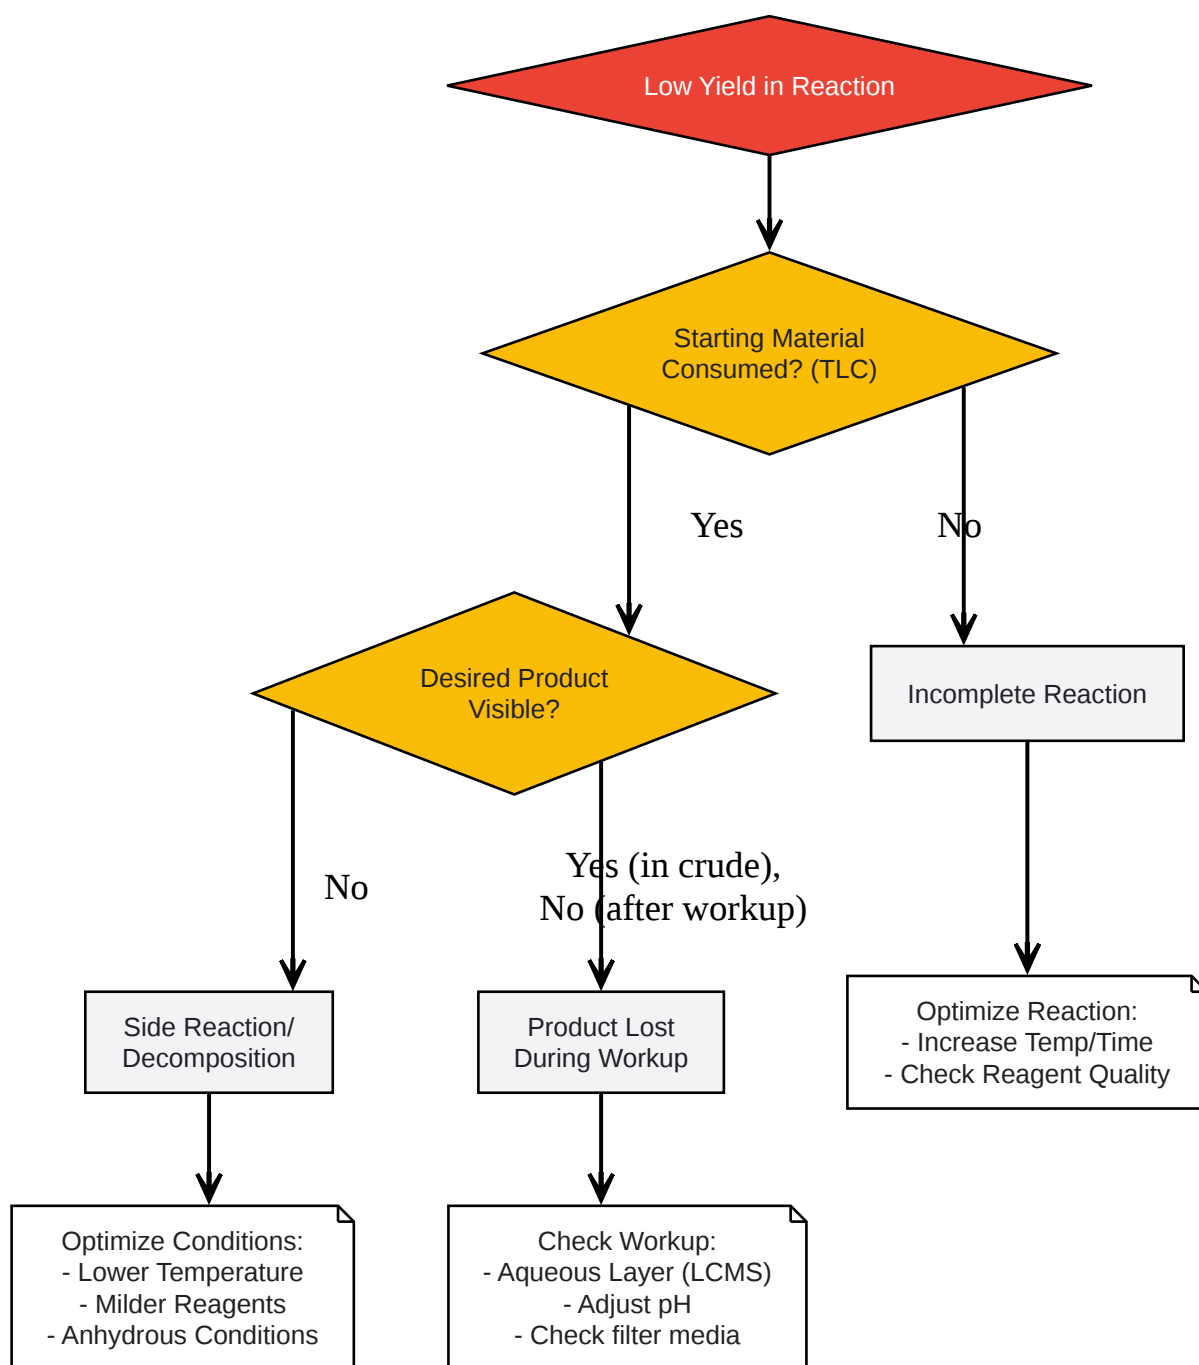 Low Yield in Reaction
Starting Material
Consumed? (TLC)
Yes
No
Desired Product
Visible?
Incomplete Reaction
No
Yes (in crude),
No (after workup)
Side Reaction/
Decomposition
Product Lost
During Workup
Optimize Reaction:
- Increase Temp/Time
- Check Reagent Quality
Optimize Conditions:
- Lower Temperature
- Milder Reagents
- Anhydrous Conditions
Check Workup:
- Aqueous Layer (LCMS)
- Adjust pH
- Check filter media